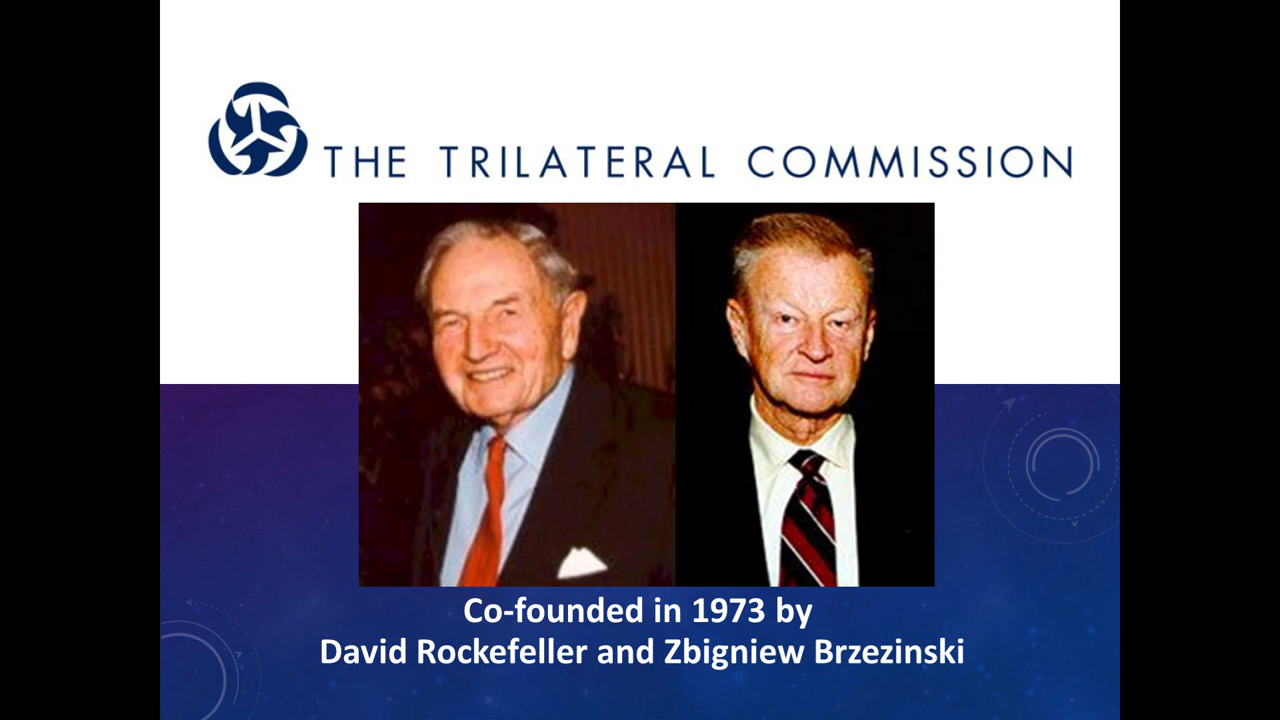 THE TRILATERAL COMMISSION
Co-founded in 1973 by
David Rockefeller and Zbigniew Brzezinski